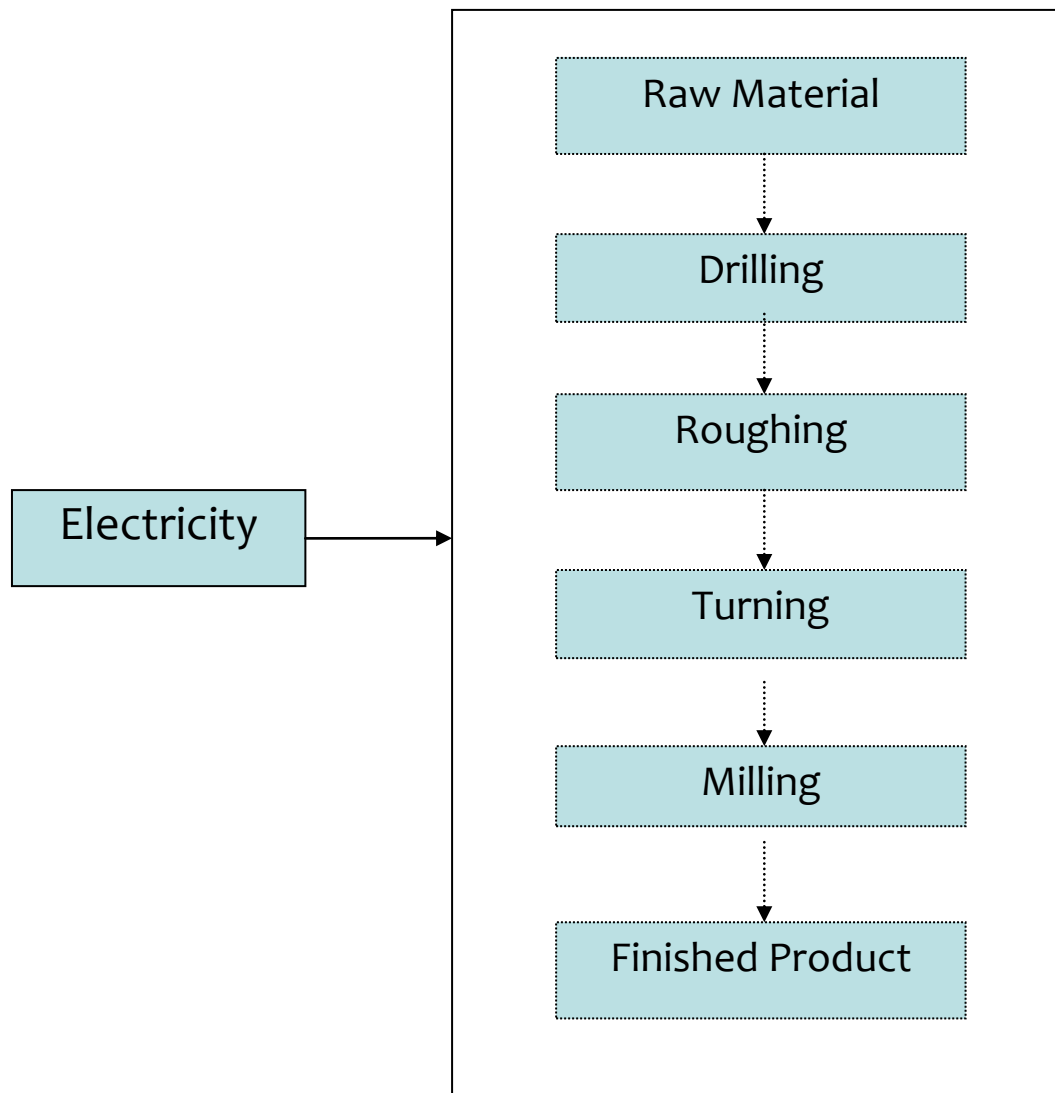 Raw Material
Drilling
Roughing
Electricity
Turning
Milling
Finished Product